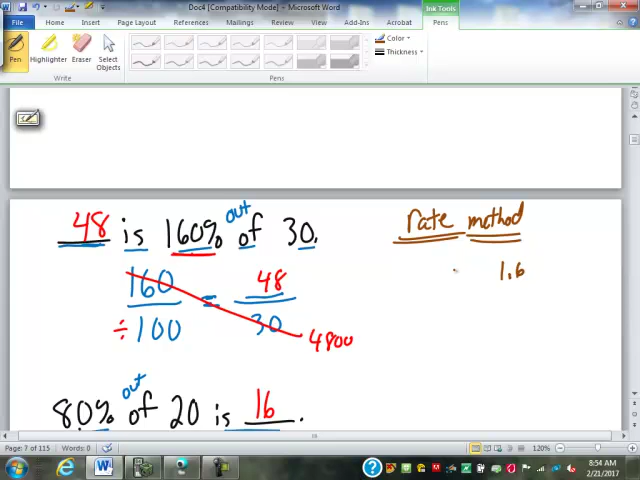 Doc4 [Compatibility Mode] - Microsoft Word
Ink Tools
File Home Insert Page Layout References Mailings Review View Add-Ins Acrobat Pens
Pen Highlighter Eraser Select Objects
Color
Thickness
Write Pens
48 is 160% out of 30.
rate method
160 = 48
1.6
÷ 100 30
4800
80% out of 20 is 16.
Page: 7 of 115 Words: 0 120%
8:54 AM
2/21/2017